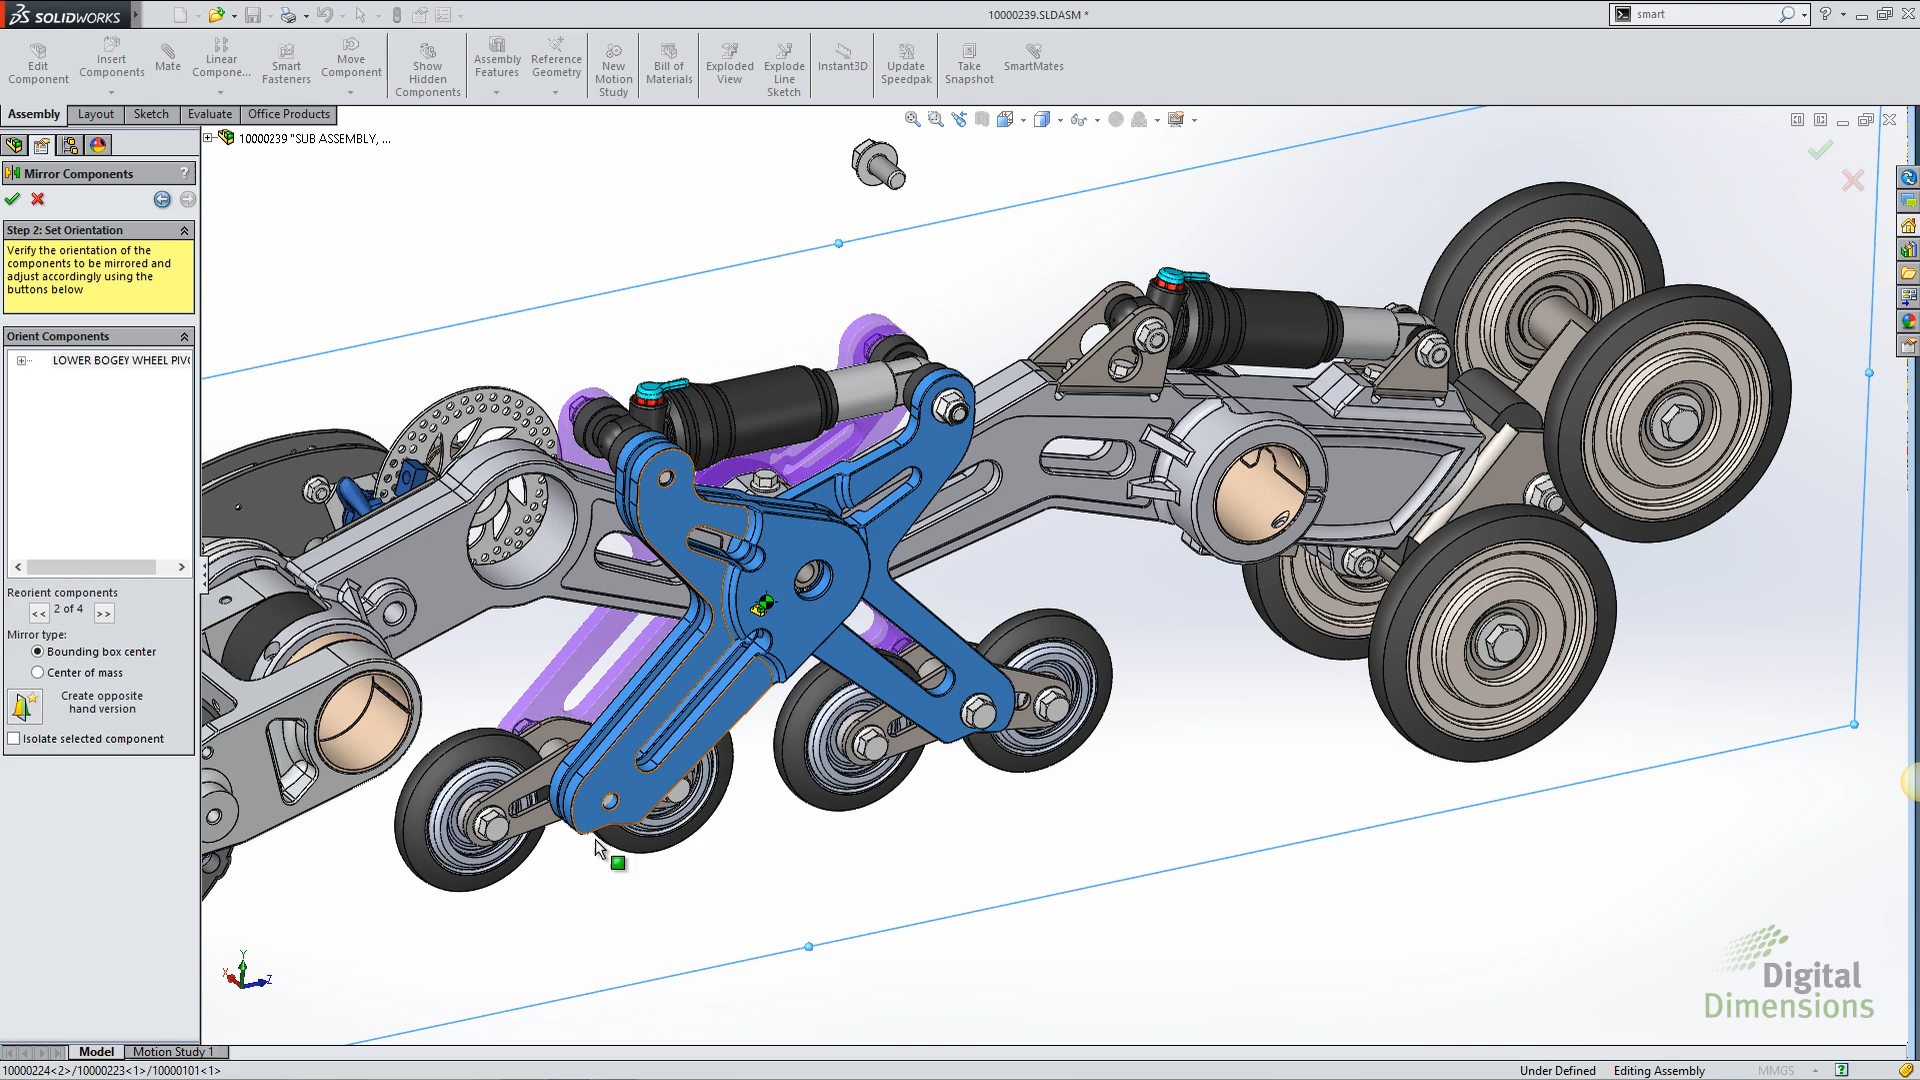 SOLIDWORKS
10000239.SLDASM *
smart
Edit Component
Insert Components
Mate
Linear Compone...
Smart Fasteners
Move Component
Show Hidden Components
Assembly Features
Reference Geometry
New Motion Study
Bill of Materials
Exploded View
Explode Line Sketch
Instant3D
Update Speedpak
Take Snapshot
SmartMates
Assembly
Layout
Sketch
Evaluate
Office Products
10000239 "SUB ASSEMBLY, ...
Mirror Components
?
Step 2: Set Orientation
Verify the orientation of the
components to be mirrored and
adjust accordingly using the
buttons below
Orient Components
LOWER BOGEY WHEEL PIVO
Reorient components
<< 2 of 4 >>
Mirror type:
Bounding box center
Center of mass
Create opposite
hand version
Isolate selected component
Y
X
Z
Digital
Dimensions
Model
Motion Study 1
10000224<2>/10000223<1>/10000101<1>
Under Defined
Editing Assembly
MMGS
?